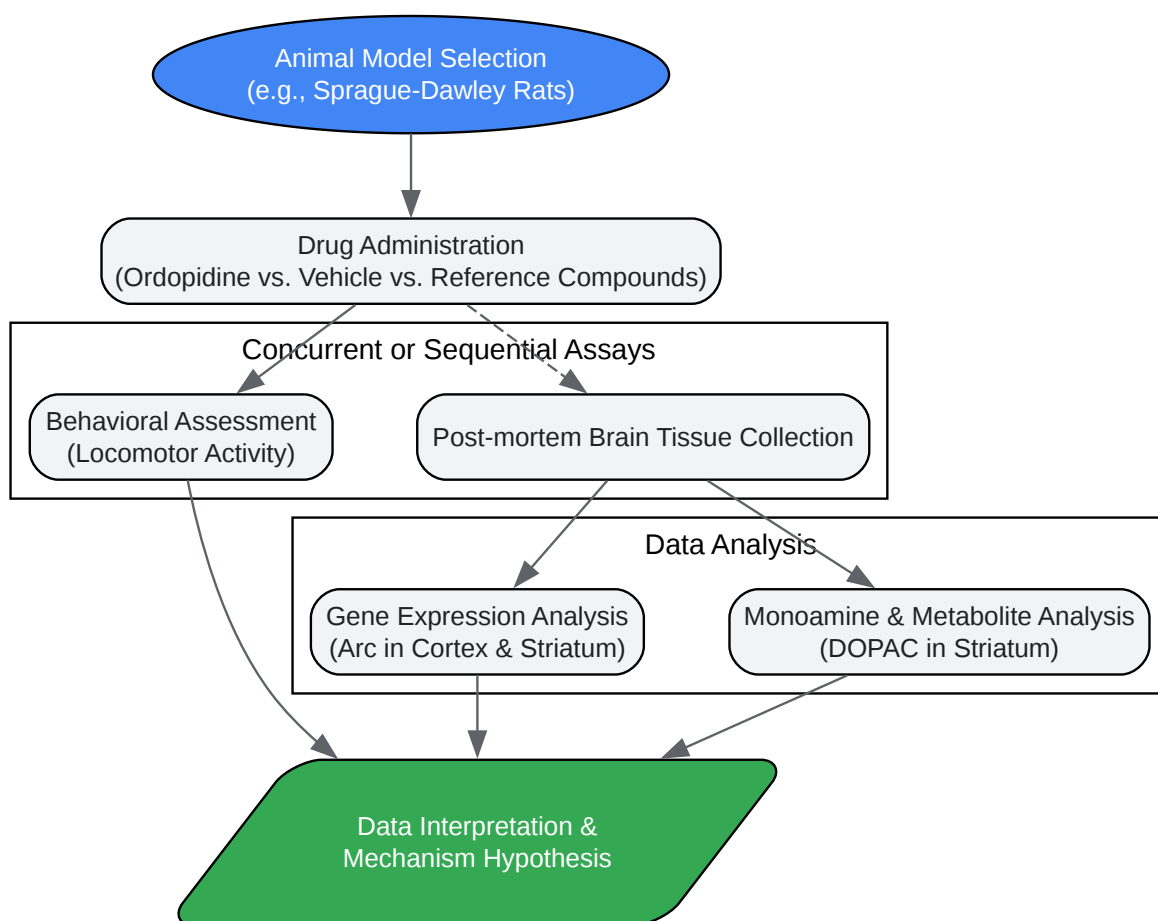 Animal Model Selection
(e.g., Sprague-Dawley Rats)
Drug Administration
(Ordopidine vs. Vehicle vs. Reference Compounds)
Concurrent or Sequential Assays
Behavioral Assessment
(Locomotor Activity)
Post-mortem Brain Tissue Collection
Data Analysis
Gene Expression Analysis
(Arc in Cortex & Striatum)
Monoamine & Metabolite Analysis
(DOPAC in Striatum)
Data Interpretation &
Mechanism Hypothesis